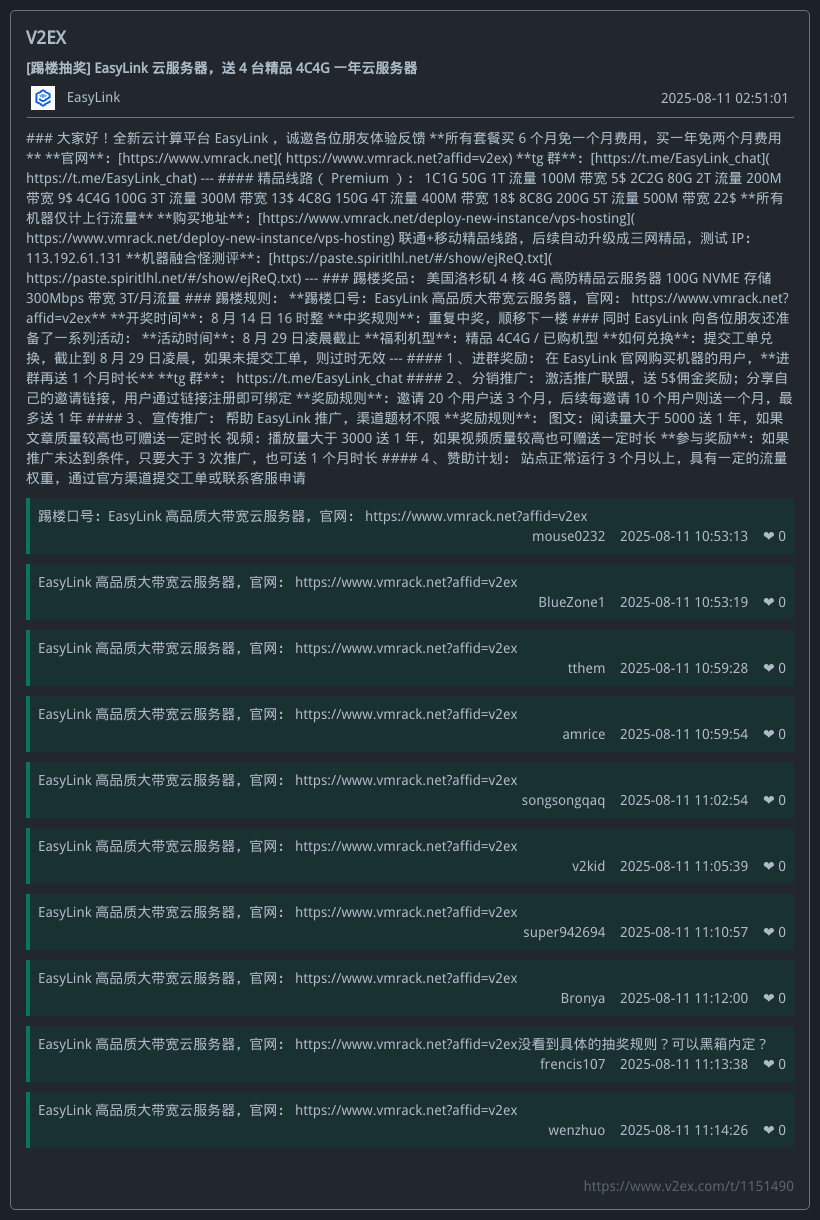 V2EX
[踢楼抽奖] EasyLink 云服务器，送 4 台精品 4C4G 一年云服务器
EasyLink 2025-08-11 02:51:01
### 大家好！全新云计算平台 EasyLink ，诚邀各位朋友体验反馈 **所有套餐买 6 个月免一个月费用，买一年免两个月费用
** **官网**：[https://www.vmrack.net]( https://www.vmrack.net?affid=v2ex) **tg 群**：[https://t.me/EasyLink_chat](
https://t.me/EasyLink_chat) --- #### 精品线路（ Premium ）： 1C1G 50G 1T 流量 100M 带宽 5$ 2C2G 80G 2T 流量 200M
带宽 9$ 4C4G 100G 3T 流量 300M 带宽 13$ 4C8G 150G 4T 流量 400M 带宽 18$ 8C8G 200G 5T 流量 500M 带宽 22$ **所有
机器仅计上行流量** **购买地址**：[https://www.vmrack.net/deploy-new-instance/vps-hosting](
https://www.vmrack.net/deploy-new-instance/vps-hosting) 联通+移动精品线路，后续自动升级成三网精品，测试 IP：
113.192.61.131 **机器融合怪测评**：[https://paste.spiritlhl.net/#/show/ejReQ.txt](
https://paste.spiritlhl.net/#/show/ejReQ.txt) --- ### 踢楼奖品： 美国洛杉矶 4 核 4G 高防精品云服务器 100G NVME 存储
300Mbps 带宽 3T/月流量 ### 踢楼规则： **踢楼口号：EasyLink 高品质大带宽云服务器，官网： https://www.vmrack.net?
affid=v2ex** **开奖时间**：8 月 14 日 16 时整 **中奖规则**：重复中奖，顺移下一楼 ### 同时 EasyLink 向各位朋友还准
备了一系列活动： **活动时间**：8 月 29 日凌晨截止 **福利机型**：精品 4C4G / 已购机型 **如何兑换**：提交工单兑
换，截止到 8 月 29 日凌晨，如果未提交工单，则过时无效 --- #### 1 、进群奖励： 在 EasyLink 官网购买机器的用户，**进
群再送 1 个月时长** **tg 群**： https://t.me/EasyLink_chat #### 2 、分销推广： 激活推广联盟，送 5$佣金奖励；分享自
己的邀请链接，用户通过链接注册即可绑定 **奖励规则**：邀请 20 个用户送 3 个月，后续每邀请 10 个用户则送一个月，最
多送 1 年 #### 3 、宣传推广： 帮助 EasyLink 推广，渠道题材不限 **奖励规则**： 图文：阅读量大于 5000 送 1 年，如果
文章质量较高也可赠送一定时长 视频：播放量大于 3000 送 1 年，如果视频质量较高也可赠送一定时长 **参与奖励**：如果
推广未达到条件，只要大于 3 次推广，也可送 1 个月时长 #### 4 、赞助计划： 站点正常运行 3 个月以上，具有一定的流量
权重，通过官方渠道提交工单或联系客服申请
踢楼口号：EasyLink 高品质大带宽云服务器，官网： https://www.vmrack.net?affid=v2ex
mouse0232 2025-08-11 10:53:13 ❤ 0
EasyLink 高品质大带宽云服务器，官网： https://www.vmrack.net?affid=v2ex
BlueZone1 2025-08-11 10:53:19 ❤ 0
EasyLink 高品质大带宽云服务器，官网： https://www.vmrack.net?affid=v2ex
tthem 2025-08-11 10:59:28 ❤ 0
EasyLink 高品质大带宽云服务器，官网： https://www.vmrack.net?affid=v2ex
amrice 2025-08-11 10:59:54 ❤ 0
EasyLink 高品质大带宽云服务器，官网： https://www.vmrack.net?affid=v2ex
songsongqaq 2025-08-11 11:02:54 ❤ 0
EasyLink 高品质大带宽云服务器，官网： https://www.vmrack.net?affid=v2ex
v2kid 2025-08-11 11:05:39 ❤ 0
EasyLink 高品质大带宽云服务器，官网： https://www.vmrack.net?affid=v2ex
super942694 2025-08-11 11:10:57 ❤ 0
EasyLink 高品质大带宽云服务器，官网： https://www.vmrack.net?affid=v2ex
Bronya 2025-08-11 11:12:00 ❤ 0
EasyLink 高品质大带宽云服务器，官网： https://www.vmrack.net?affid=v2ex没看到具体的抽奖规则？可以黑箱内定？
frencis107 2025-08-11 11:13:38 ❤ 0
EasyLink 高品质大带宽云服务器，官网： https://www.vmrack.net?affid=v2ex
wenzhuo 2025-08-11 11:14:26 ❤ 0
https://www.v2ex.com/t/1151490